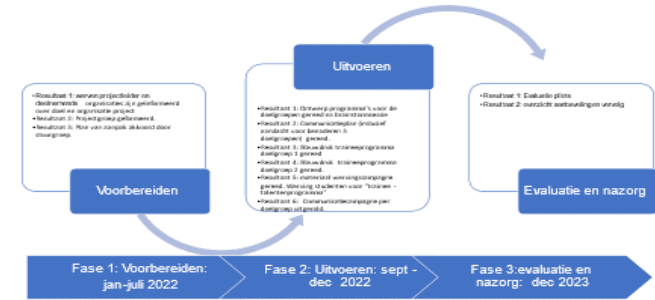 •Resultaat 1: werven projectleider en
deelnemende organisaties zijn geïnformeerd
over doel en organisatie project
•Resultaat 2: Projectgroep geformeerd.
•Resultaat 3: Plan van aanpak akkoord door
stuurgroep.
Voorbereiden
Uitvoeren
•Resultaat 1: Ontwerp programma's voor de
doelgroepen gereed en brainstormsessie
•Resultaat 2: Communicatieplan (inclusief
aandacht voor benaderen 3
doelgroepen) gereed.
•Resultaat 3: Blauwdruk traineeprogramma
doelgroep 1 gereed
•Resultaat 4: Blauwdruk traineeprogramma
doelgroep 2 gereed.
•Resultaat 5: materiaal wervingscampagne
gereed. Werving studenten voor "trainee -
talentenprogramma"
•Resultaat 6: Communicatiecampagne per
doelgroep uitgerold.
•Resultaat 1: Evaluatie pilots
•Resultaat 2: overzicht aanbevelingen vervolg
Evaluatie en nazorg
Fase 1: Voorbereiden:
jan-juli 2022
Fase 2: Uitvoeren: sept -
dec 2022
Fase 3:evaluatie en
nazorg: dec 2023